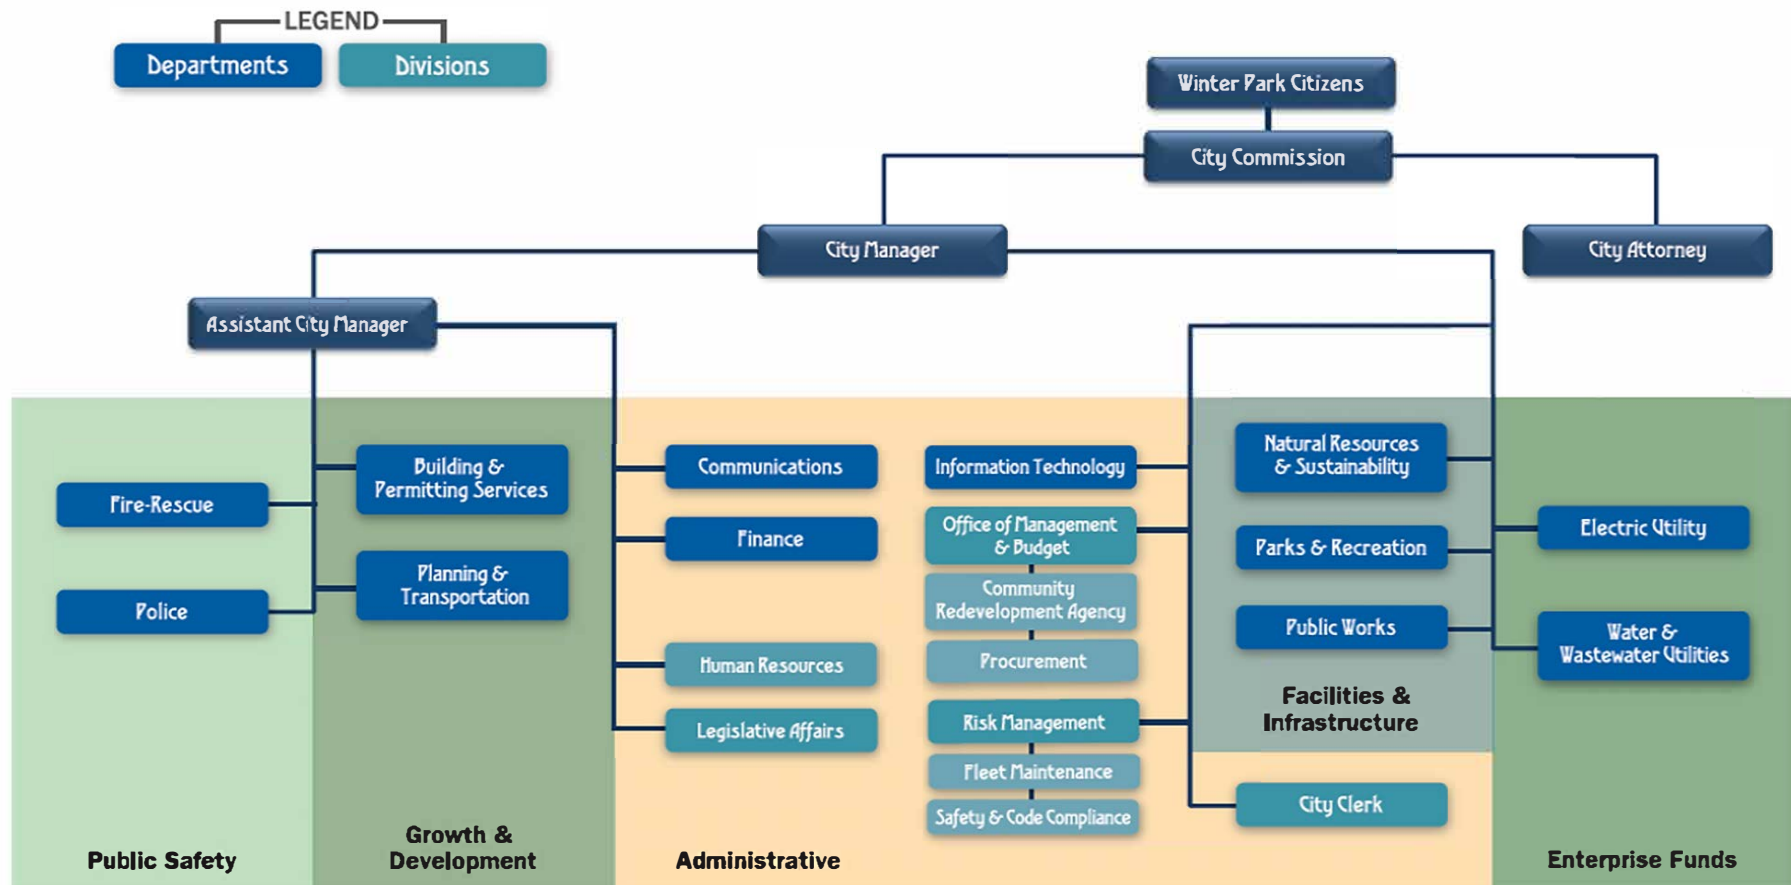 LEGEND
Departments
Divisions
Winter Park Citizens
City Commission
City Manager
City Attorney
Assistant City Manager
Fire-Rescue
Police
Public Safety
Building &
Permitting Services
Planning &
Transportation
Growth &
Development
Communications
Finance
Human Resources
Legislative Affairs
Administrative
Information Technology
Office of Management
& Budget
Community
Redevelopment Agency
Procurement
Risk Management
Fleet Maintenance
Safety & Code Compliance
Natural Resources
& Sustainability
Parks & Recreation
Public Works
Facilities &
Infrastructure
City Clerk
Electric Utility
Water &
Wastewater Utilities
Enterprise Funds